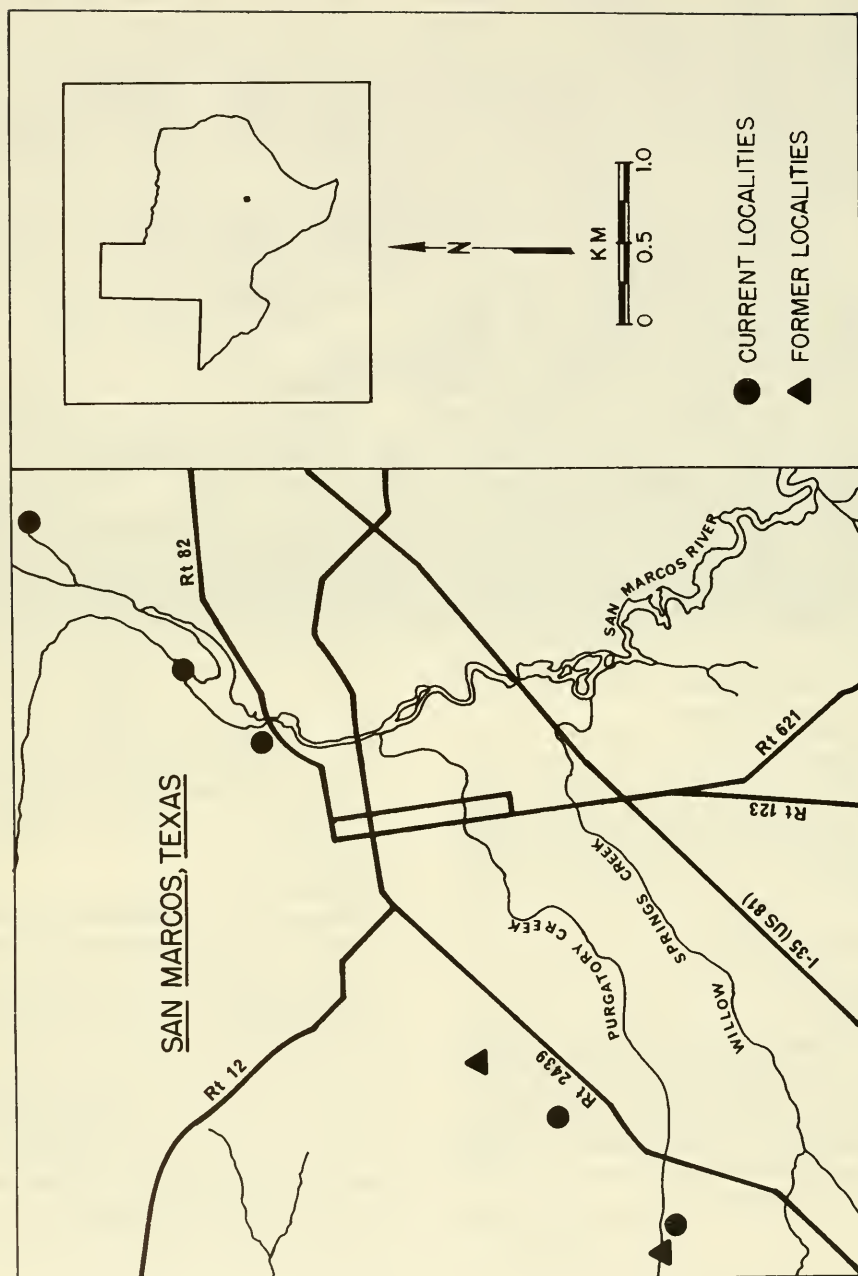 SAN MARCOS, TEXAS
Rt 12
Rt 82
Rt 2439
PURGATORY CREEK
WILLOW SPRINGS CREEK
I-35 (US 81)
Rt 123
Rt 621
SAN MARCOS RIVER
N
KM
0 0.5 1.0
CURRENT LOCALITIES
FORMER LOCALITIES